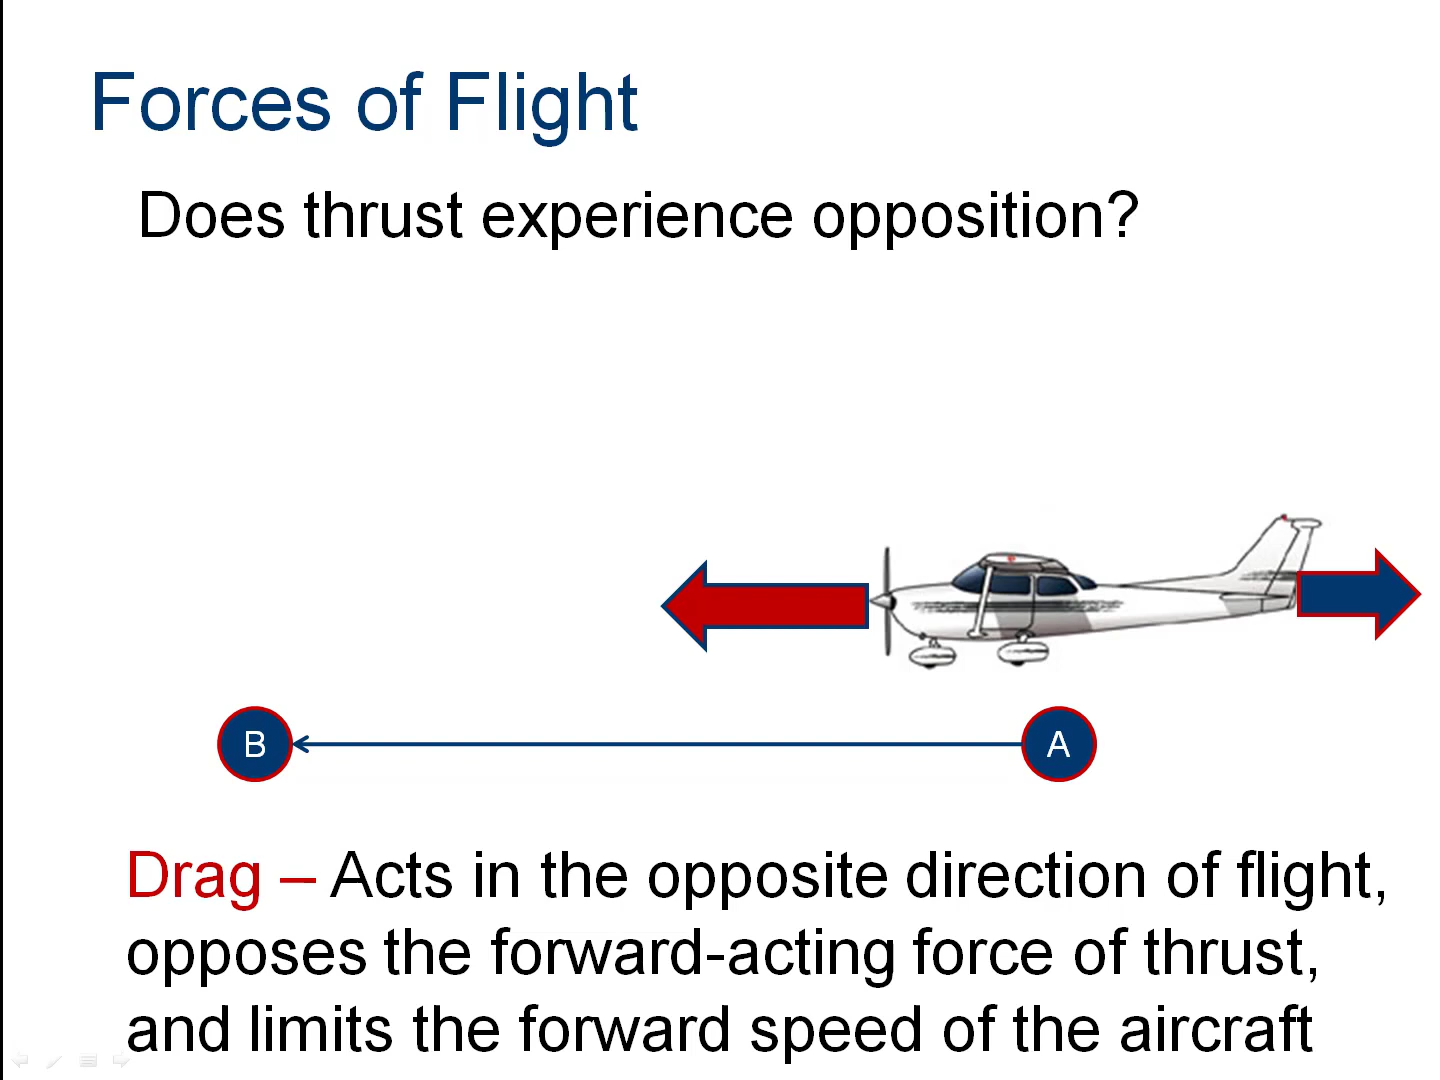 Forces of Flight
Does thrust experience opposition?
B
A
Drag – Acts in the opposite direction of flight,
opposes the forward-acting force of thrust,
and limits the forward speed of the aircraft